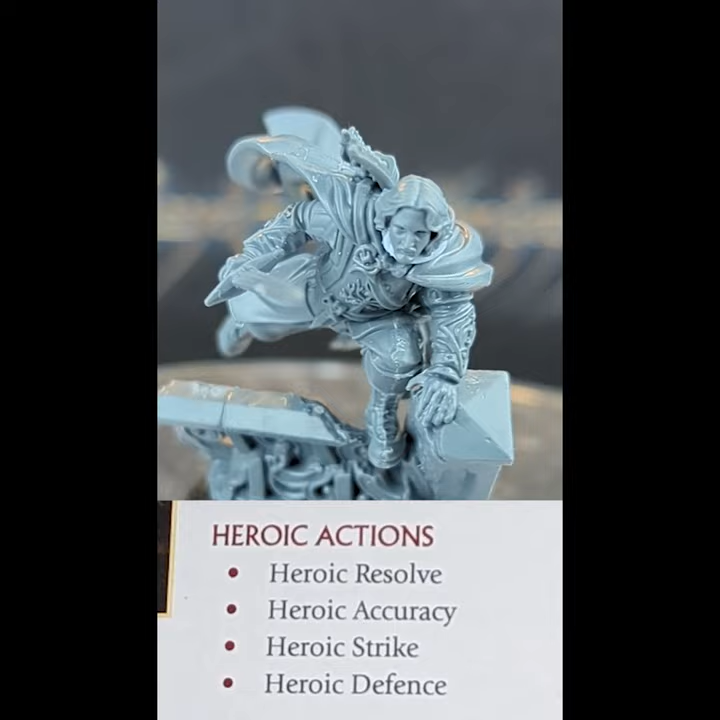 HEROIC ACTIONS
• Heroic Resolve
• Heroic Accuracy
• Heroic Strike
• Heroic Defence